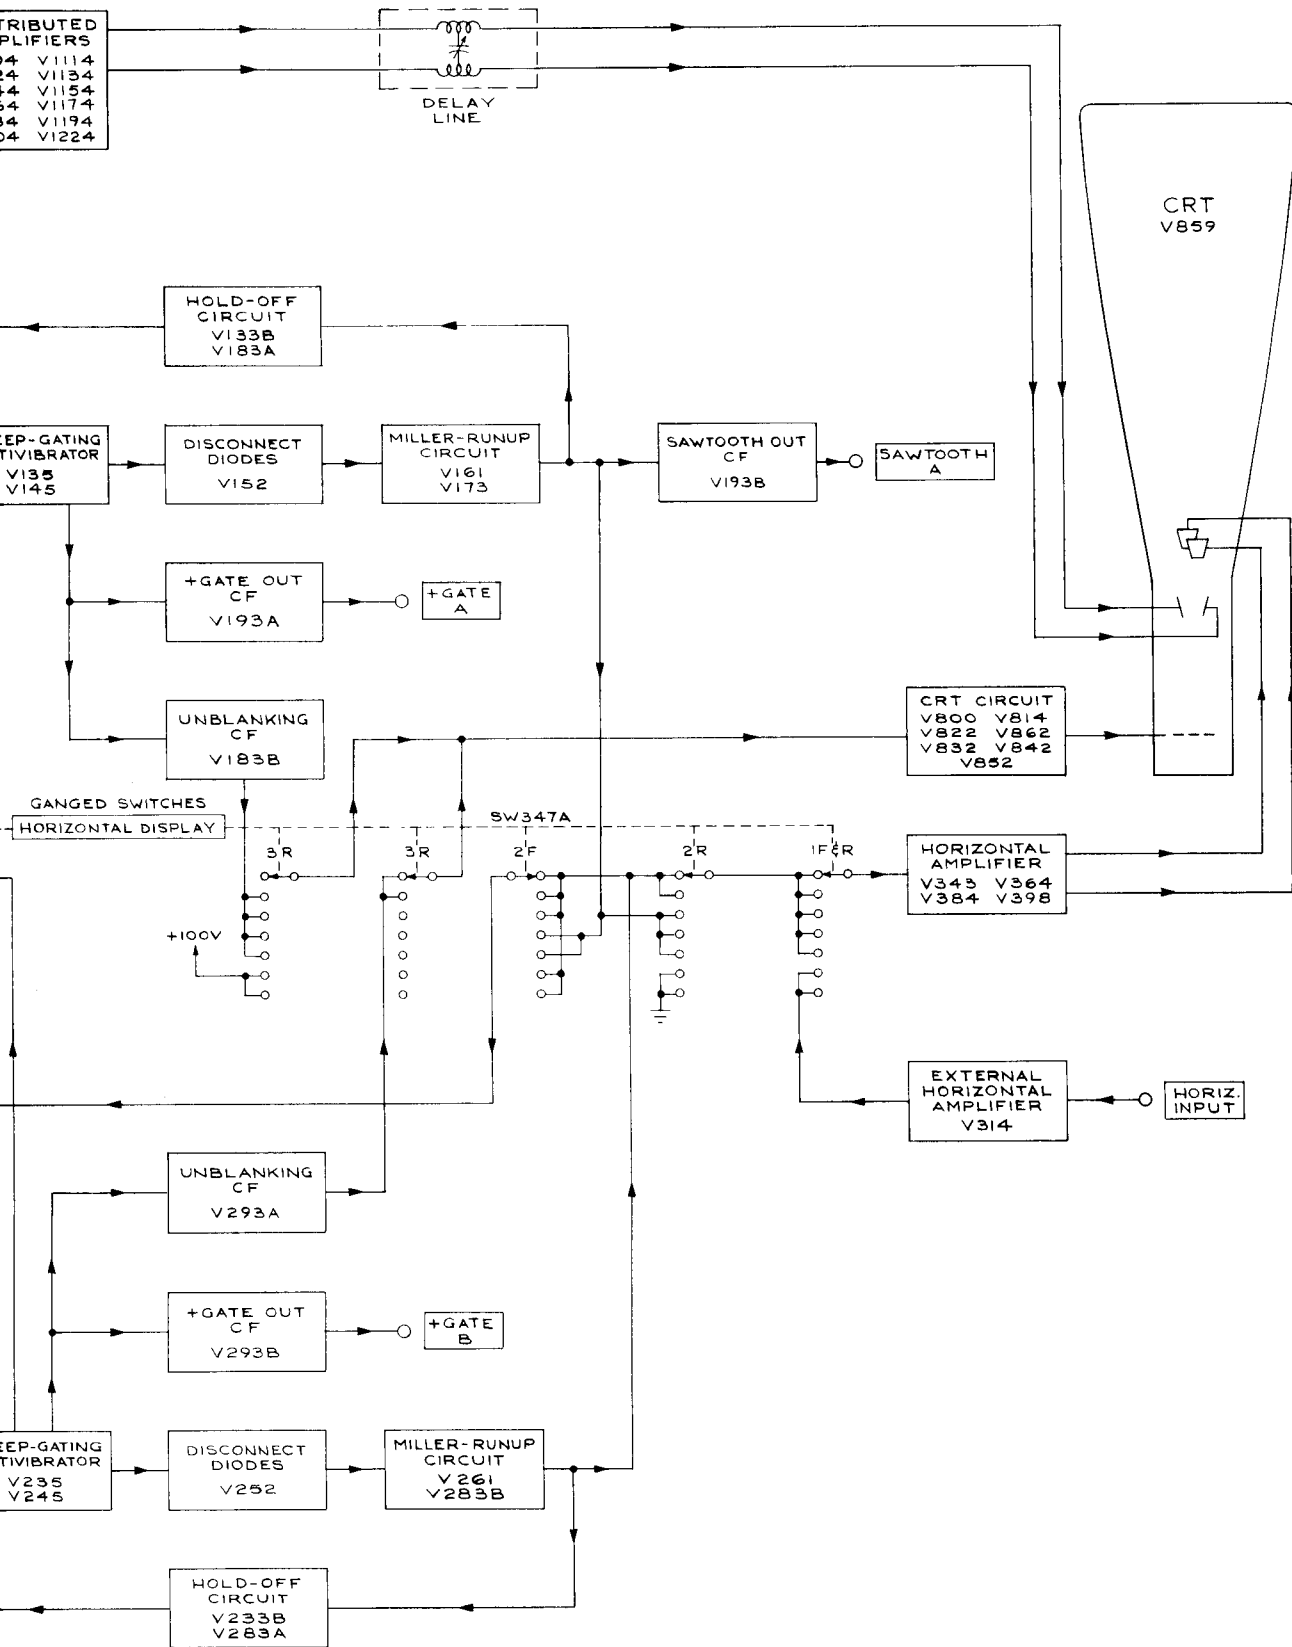 TRIBUTED
PLIFIERS
04 V1114
24 V1134
44 V1154
64 V1174
84 V1194
04 V1224
DELAY
LINE
CRT
V859
HOLD-OFF
CIRCUIT
V133B
V183A
EEP-GATING
TIVIBRATOR
V135
V145
DISCONNECT
DIODES
V152
MILLER-RUNUP
CIRCUIT
V161
V173
SAWTOOTH OUT
CF
V193B
SAWTOOTH
A
+GATE OUT
CF
V193A
+GATE
A
UNBLANKING
CF
V183B
CRT CIRCUIT
V800 V814
V822 V862
V832 V842
V852
GANGED SWITCHES
HORIZONTAL DISPLAY
SW347A
3R
3R
2F
2R
1F&R
HORIZONTAL
AMPLIFIER
V343 V364
V384 V398
+100V
EXTERNAL
HORIZONTAL
AMPLIFIER
V314
HORIZ.
INPUT
UNBLANKING
CF
V293A
+GATE OUT
CF
V293B
+GATE
B
EEP-GATING
TIVIBRATOR
V235
V245
DISCONNECT
DIODES
V252
MILLER-RUNUP
CIRCUIT
V261
V283B
HOLD-OFF
CIRCUIT
V233B
V283A